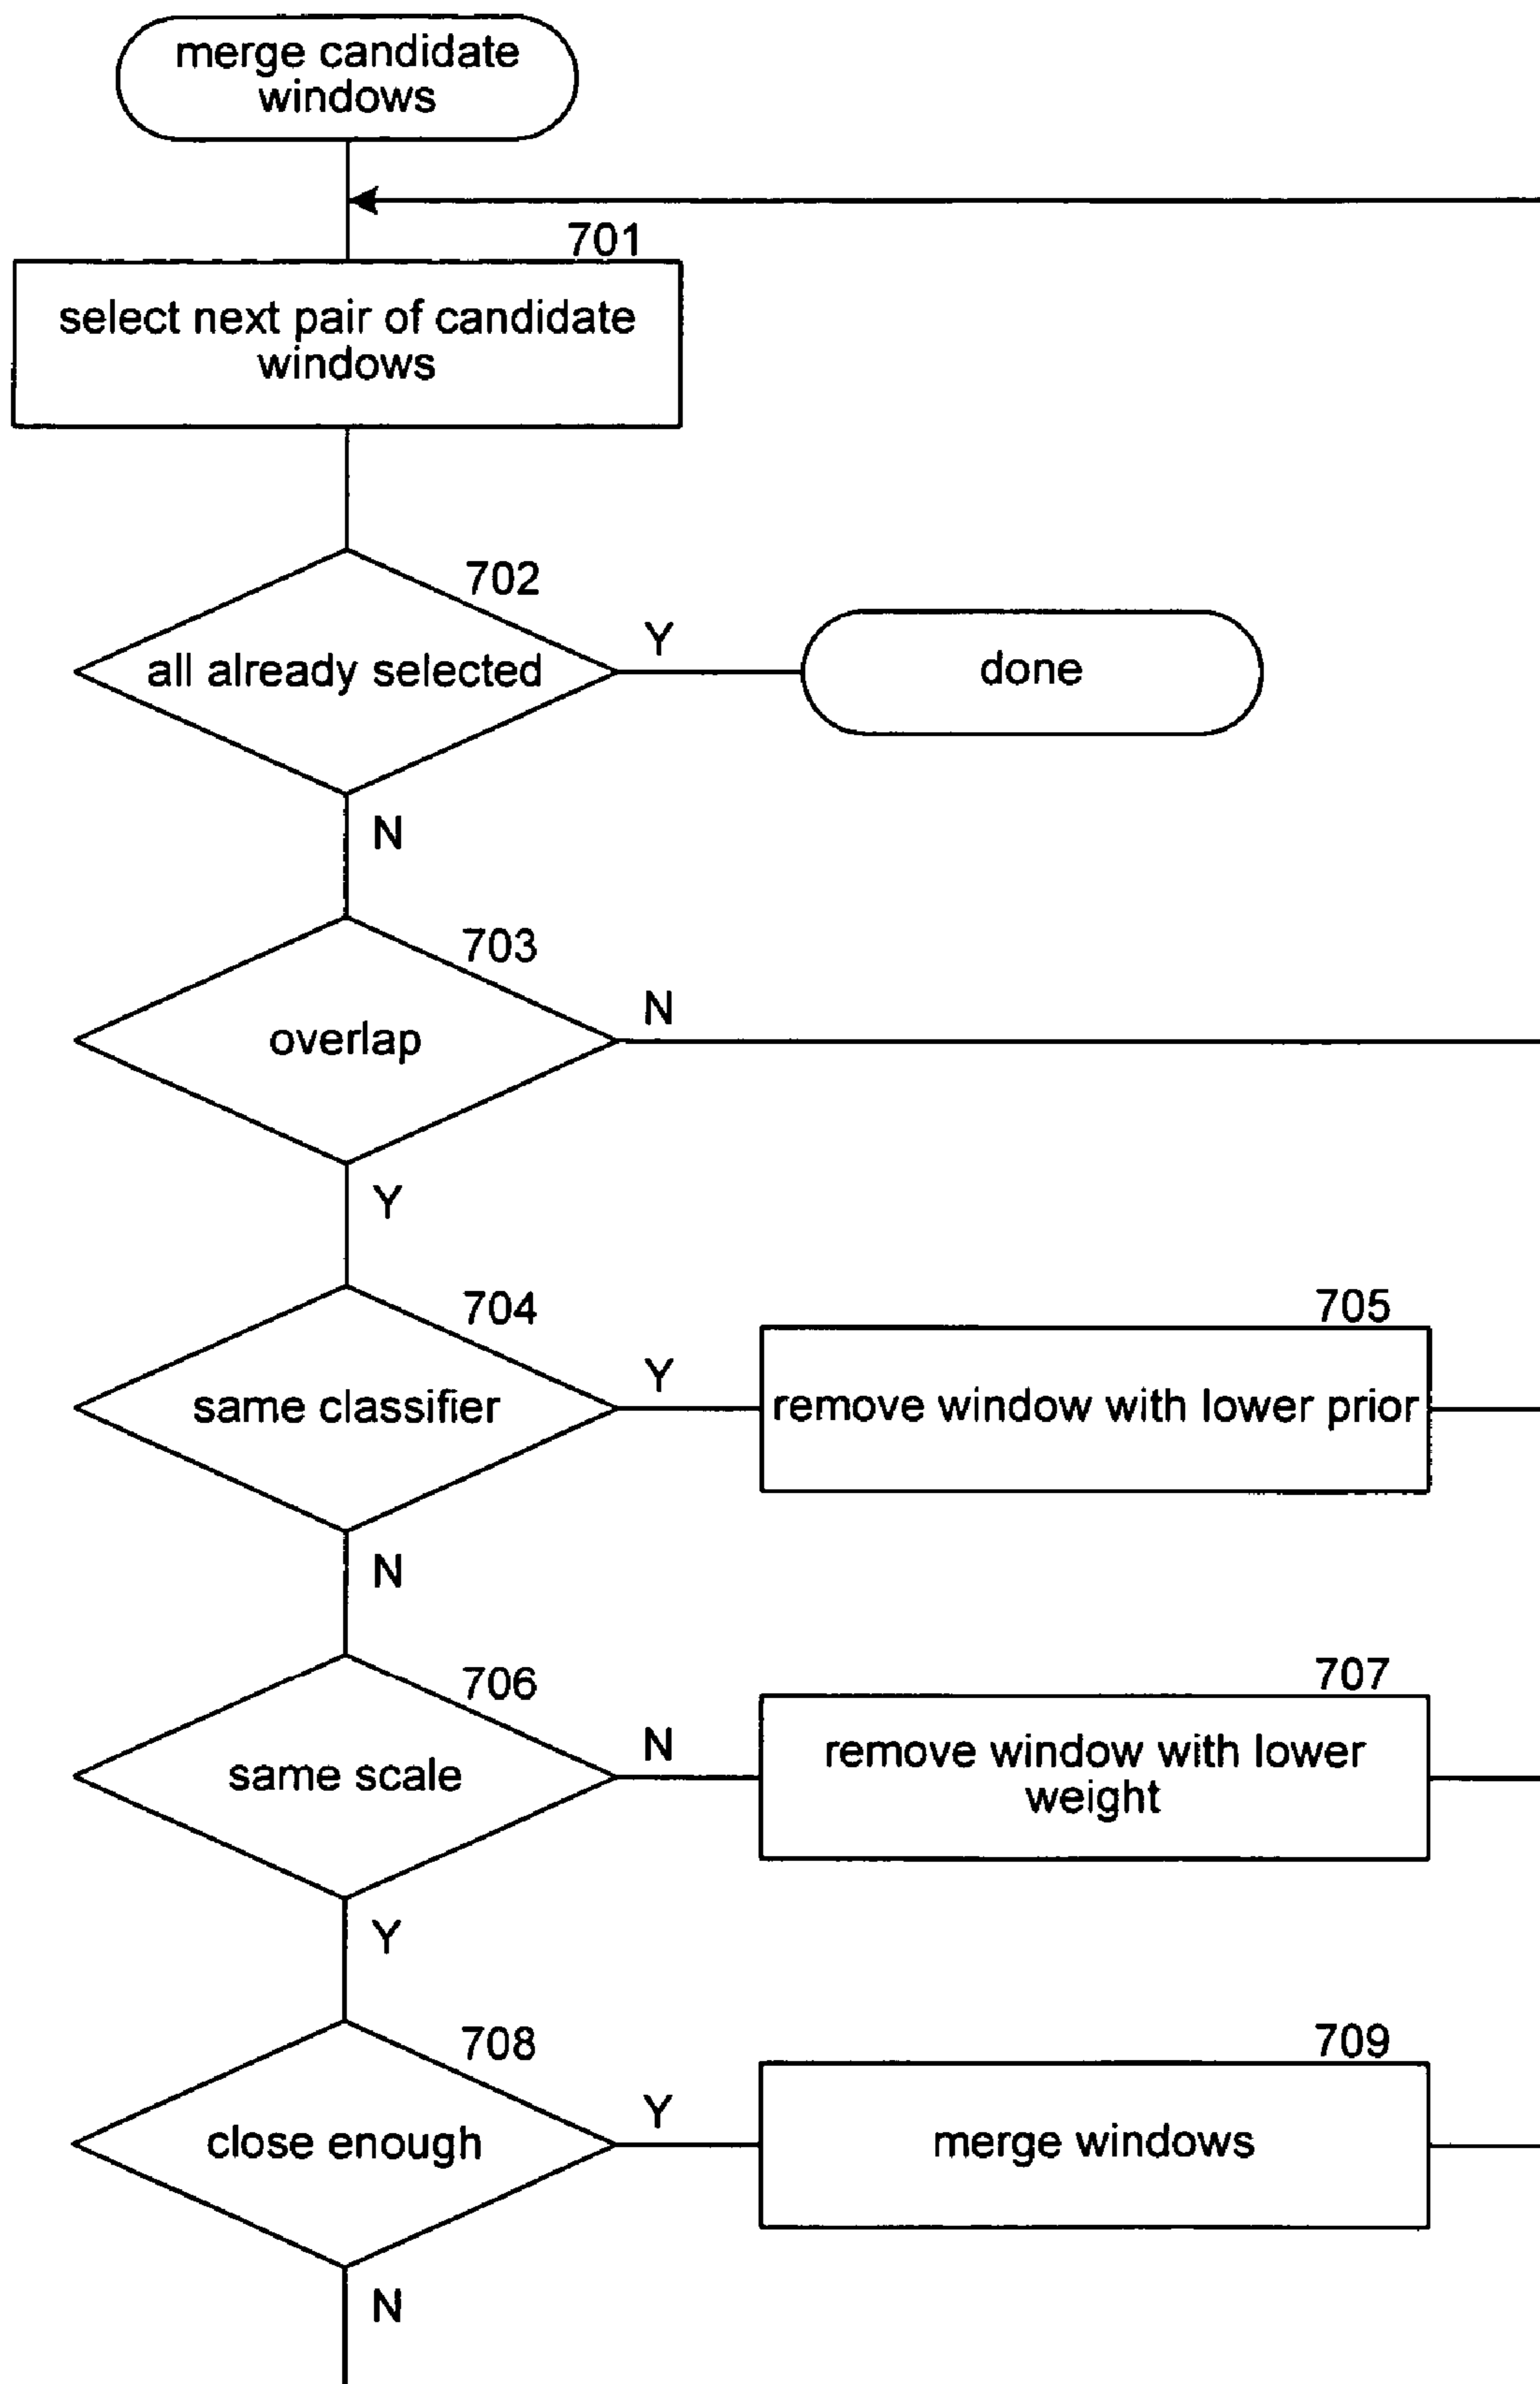 merge candidate
windows
701
select next pair of candidate
windows
702
all already selected
Y
done
N
703
overlap
N
Y
704
same classifier
Y
705
remove window with lower prior
N
706
same scale
N
707
remove window with lower
weight
Y
708
close enough
Y
709
merge windows
N